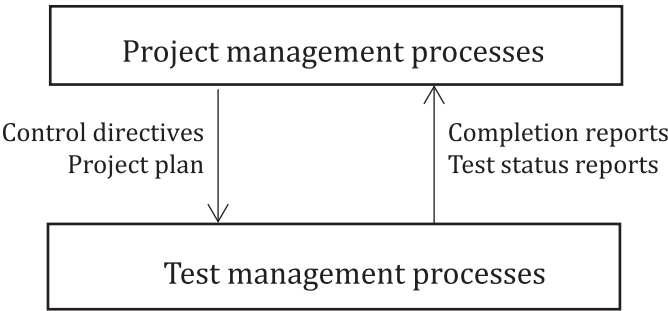 Project management processes
Control directives
Project plan
Completion reports
Test status reports
Test management processes